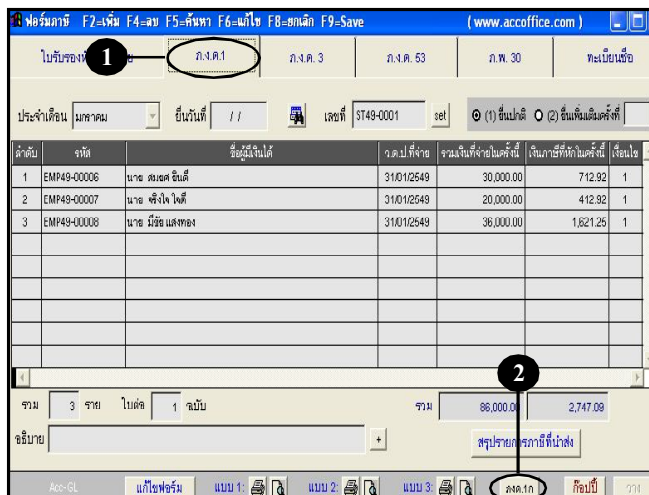 ฟอร์มภาษี F2=เพิ่ม F4=ลบ F5=ค้นหา F6=แก้ไข F8=ยกเลิก F9=Save ( www.accoffice.com )
1 ภ.ง.ด.1 ภ.ง.ด. 3 ภ.ง.ด. 53 ภ.พ. 30 ทะเบียนชื่อ
ประจำเดือน มกราคม ยื่นวันที่ / / เลขที่ ST49-0001 set (1) ยื่นปกติ (2) ยื่นเพิ่มเติมครั้งที่
ลำดับ รหัส ชื่อผู้มีเงินได้ ว.ด.ป.ที่จ่าย รวมเงินที่จ่ายในครั้งนี้ เงินภาษีที่หักในครั้งนี้ เงื่อนไข
1 EMP49-00006 นาย สมยศ ยินดี 31/01/2549 30,000.00 712.92 1
2 EMP49-00007 นาย จริงใจ ใจดี 31/01/2549 20,000.00 412.92 1
3 EMP49-00008 นาย มีชัย แสงทอง 31/01/2549 36,000.00 1,621.25 1
2
รวม 3 ราย ใบต่อ 1 ฉบับ รวม 86,000.00 2,747.09
อธิบาย + สรุปรายการภาษีที่นำส่ง
Acc-GL แก้ไขฟอร์ม แบบ 1: แบบ 2: แบบ 3: ภงด.1ก ก๊อปปี้ วาง